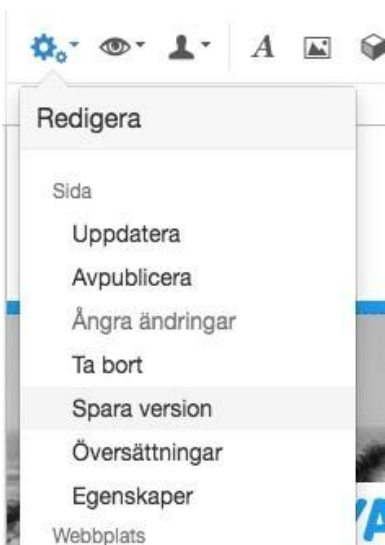 A
Redigera
Sida
Uppdatera
Avpublicera
Ångra ändringar
Ta bort
Spara version
Översättningar
Egenskaper
Webbplats